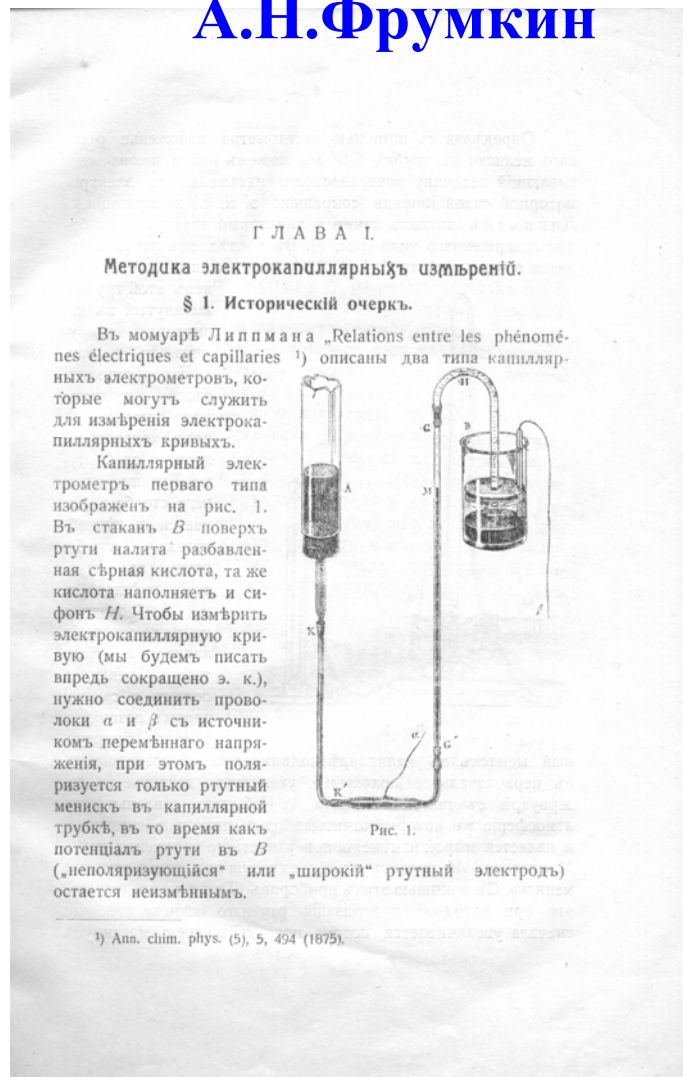 А.Н.Фрумкин
ГЛАВА I.
Методика электрокапиллярныхъ измѣреній.
§ 1. Историческій очеркъ.
Въ момуарѣ Липпмана „Relations entre les phénomé-
nes électriques et capillaries ¹) описаны два типа капилляр-
ныхъ электрометровъ, ко-
торые могутъ служить
для измѣренія электрока-
пиллярныхъ кривыхъ.
Капиллярный элек-
трометръ перваго типа
изображенъ на рис. 1.
Въ стаканъ B поверхъ
ртути налита разбавлен-
ная сѣрная кислота, та же
кислота наполняетъ и си-
фонъ H. Чтобы измѣрить
электрокапиллярную кри-
вую (мы будемъ писать
впредь сокращено э. к.),
нужно соединить прово-
локи α и β съ источни-
комъ перемѣннаго напря-
женія, при этомъ поля-
ризуется только ртутный
менискъ въ капиллярной
трубкѣ, въ то время какъ
потенціалъ ртути въ B
(„неполяризующійся“ или „широкій“ ртутный электродъ)
остается неизмѣннымъ.
H
G
B
A
M
K
α
G′
K′
Рис. 1.
¹) Ann. chim. phys. (5), 5, 494 (1875).